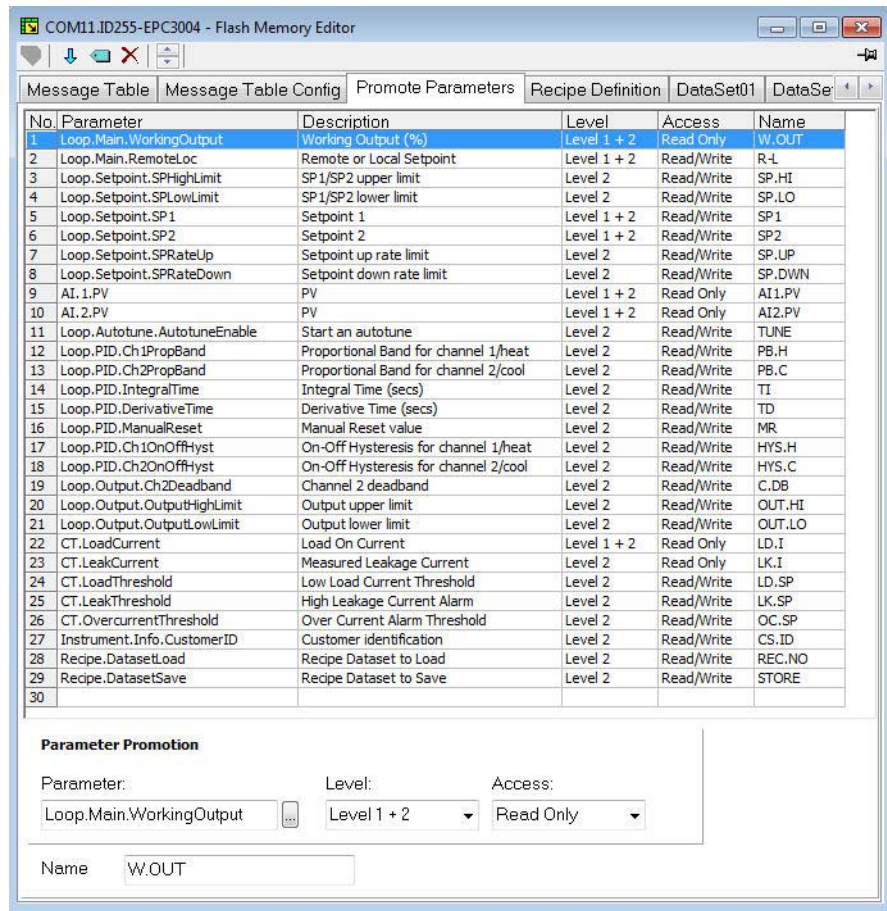 COM11.ID255-EPC3004 - Flash Memory Editor
Message Table Message Table Config Promote Parameters Recipe Definition DataSet01 DataSe
No. Parameter Description Level Access Name
1 Loop.Main.WorkingOutput Working Output (%) Level 1 + 2 Read Only W.OUT
2 Loop.Main.RemoteLoc Remote or Local Setpoint Level 1 + 2 Read/Write R-L
3 Loop.Setpoint.SPHighLimit SP1/SP2 upper limit Level 2 Read/Write SP.HI
4 Loop.Setpoint.SPLowLimit SP1/SP2 lower limit Level 2 Read/Write SP.LO
5 Loop.Setpoint.SP1 Setpoint 1 Level 1 + 2 Read/Write SP1
6 Loop.Setpoint.SP2 Setpoint 2 Level 1 + 2 Read/Write SP2
7 Loop.Setpoint.SPRateUp Setpoint up rate limit Level 2 Read/Write SP.UP
8 Loop.Setpoint.SPRateDown Setpoint down rate limit Level 2 Read/Write SP.DWN
9 AI.1.PV PV Level 1 + 2 Read Only AI1.PV
10 AI.2.PV PV Level 1 + 2 Read Only AI2.PV
11 Loop.Autotune.AutotuneEnable Start an autotune Level 2 Read/Write TUNE
12 Loop.PID.Ch1PropBand Proportional Band for channel 1/heat Level 2 Read/Write PB.H
13 Loop.PID.Ch2PropBand Proportional Band for channel 2/cool Level 2 Read/Write PB.C
14 Loop.PID.IntegralTime Integral Time (secs) Level 2 Read/Write TI
15 Loop.PID.DerivativeTime Derivative Time (secs) Level 2 Read/Write TD
16 Loop.PID.ManualReset Manual Reset value Level 2 Read/Write MR
17 Loop.PID.Ch1OnOffHyst On-Off Hysteresis for channel 1/heat Level 2 Read/Write HYS.H
18 Loop.PID.Ch2OnOffHyst On-Off Hysteresis for channel 2/cool Level 2 Read/Write HYS.C
19 Loop.Output.Ch2Deadband Channel 2 deadband Level 2 Read/Write C.DB
20 Loop.Output.OutputHighLimit Output upper limit Level 2 Read/Write OUT.HI
21 Loop.Output.OutputLowLimit Output lower limit Level 2 Read/Write OUT.LO
22 CT.LoadCurrent Load On Current Level 1 + 2 Read Only LD.I
23 CT.LeakCurrent Measured Leakage Current Level 2 Read Only LK.I
24 CT.LoadThreshold Low Load Current Threshold Level 2 Read/Write LD.SP
25 CT.LeakThreshold High Leakage Current Alarm Level 2 Read/Write LK.SP
26 CT.OvercurrentThreshold Over Current Alarm Threshold Level 2 Read/Write OC.SP
27 Instrument.Info.CustomerID Customer identification Level 2 Read/Write CS.ID
28 Recipe.DatasetLoad Recipe Dataset to Load Level 2 Read/Write REC.NO
29 Recipe.DatasetSave Recipe Dataset to Save Level 2 Read/Write STORE
30
Parameter Promotion
Parameter: Level: Access:
Loop.Main.WorkingOutput ... Level 1 + 2 Read Only
Name W.OUT